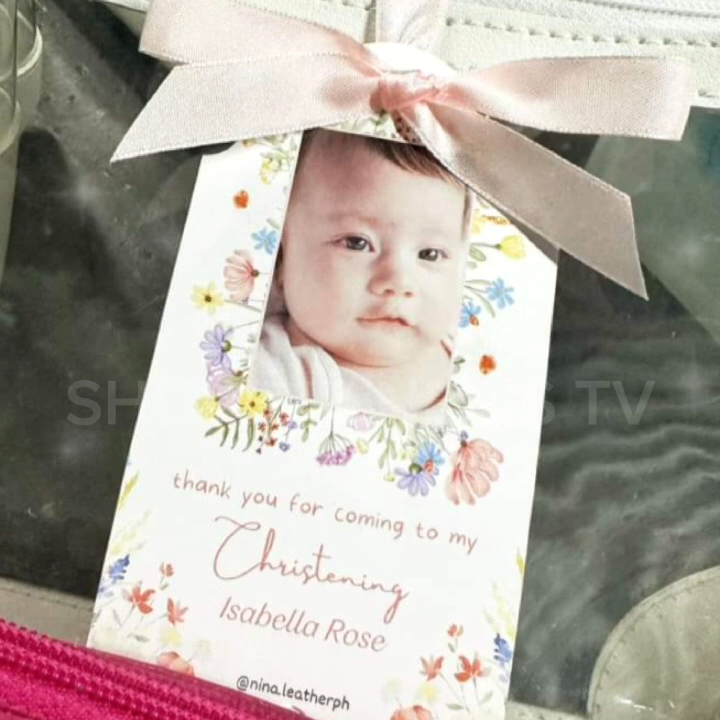 thank you for coming to my
Christening
Isabella Rose
@nina.leatherph